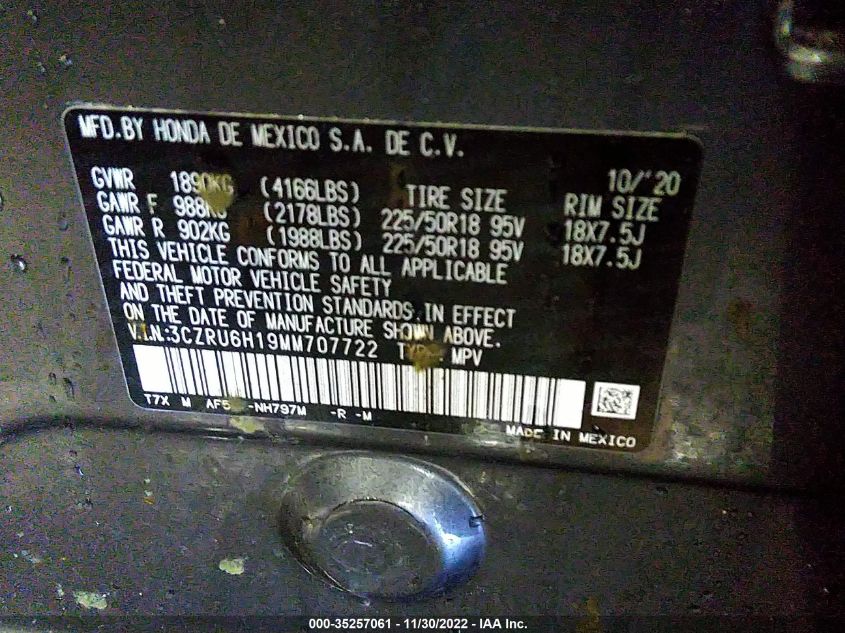 MFD.BY HONDA DE MEXICO S.A. DE C.V.
10/'20
GVWR 1890KG (4166LBS) TIRE SIZE RIM SIZE
GAWR F 988KG (2178LBS) 225/50R18 95V 18X7.5J
GAWR R 902KG (1988LBS) 225/50R18 95V 18X7.5J
THIS VEHICLE CONFORMS TO ALL APPLICABLE
FEDERAL MOTOR VEHICLE SAFETY
AND THEFT PREVENTION STANDARDS IN EFFECT
ON THE DATE OF MANUFACTURE SHOWN ABOVE.
V.I.N:3CZRU6H19MM707722 TYPE: MPV
T7X M -NH797M -R -M
MADE IN MEXICO
000-35257061 - 11/30/2022 - IAA Inc.